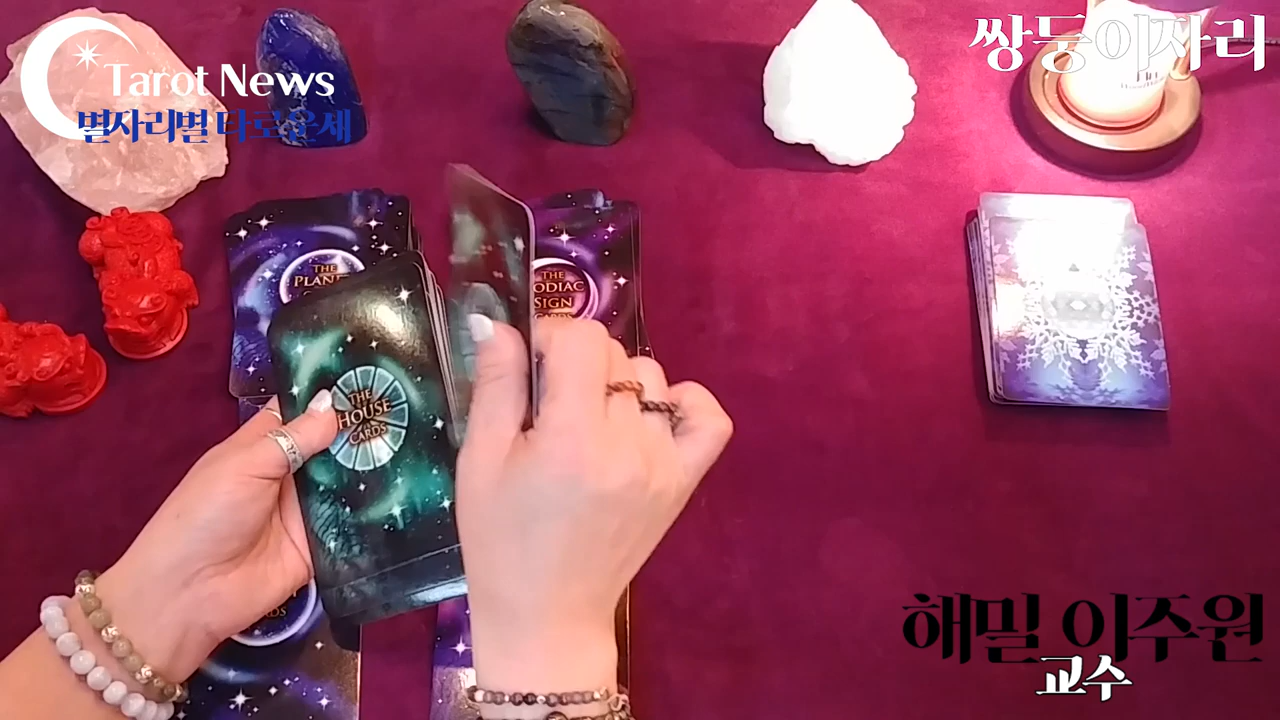 Tarot News
별자리별 타로운세
쌍둥이자리
THE
ZODIAC
SIGN
CARDS
THE
HOUSE
CARDS
해밀 이주원
교수